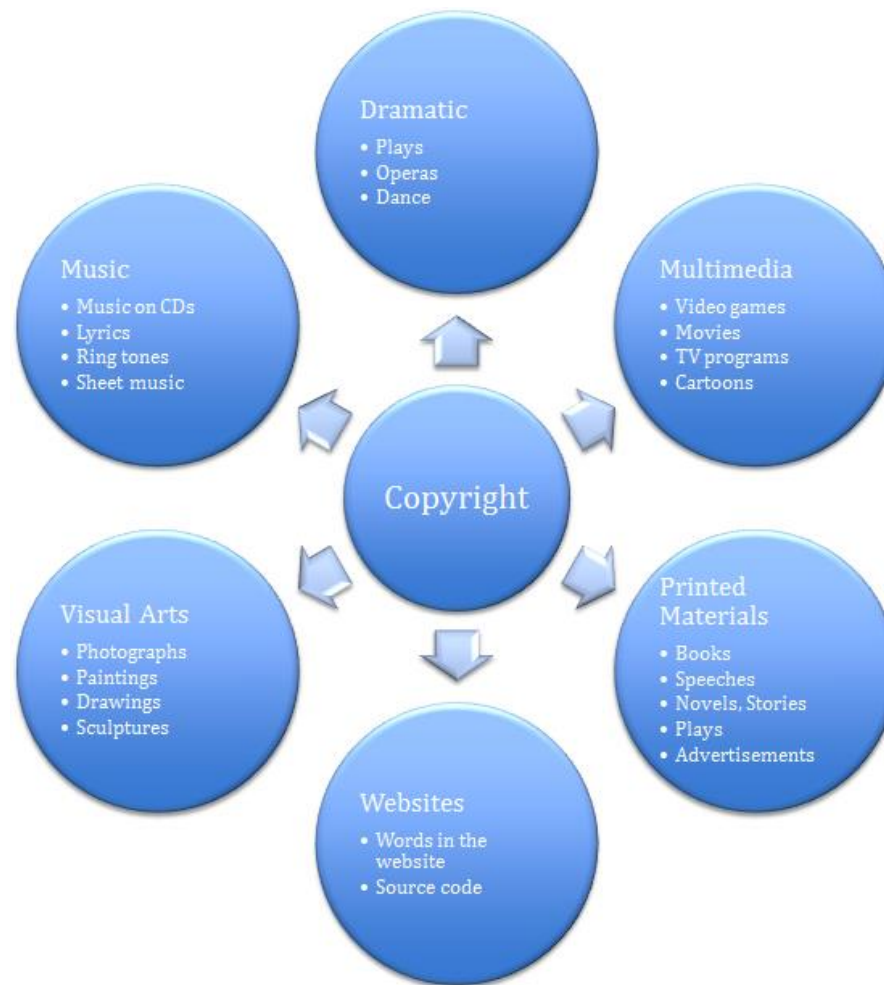 Dramatic
• Plays
• Operas
• Dance
Music
• Music on CDs
• Lyrics
• Ring tones
• Sheet music
Multimedia
• Video games
• Movies
• TV programs
• Cartoons
Copyright
Visual Arts
• Photographs
• Paintings
• Drawings
• Sculptures
Printed
Materials
• Books
• Speeches
• Novels, Stories
• Plays
• Advertisements
Websites
• Words in the
website
• Source code